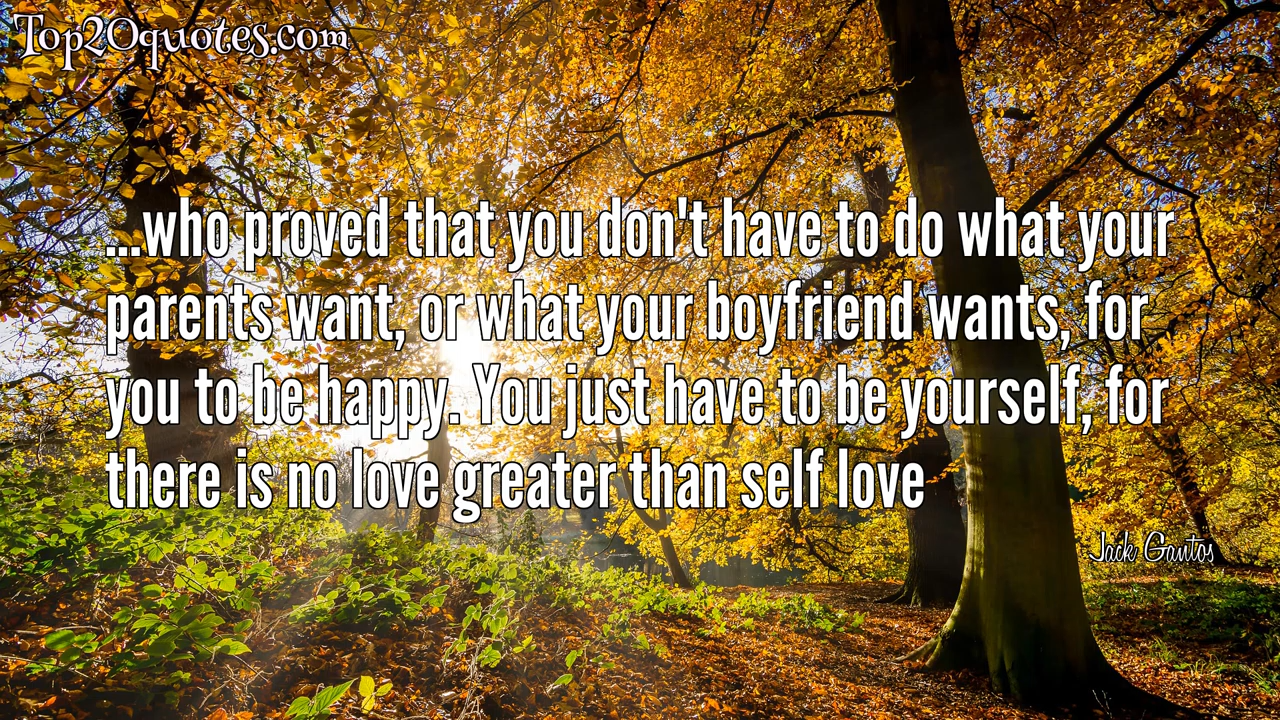 Top20quotes.com
...who proved that you don't have to do what your
parents want, or what your boyfriend wants, for
you to be happy. You just have to be yourself, for
there is no love greater than self love
Jack Gantos